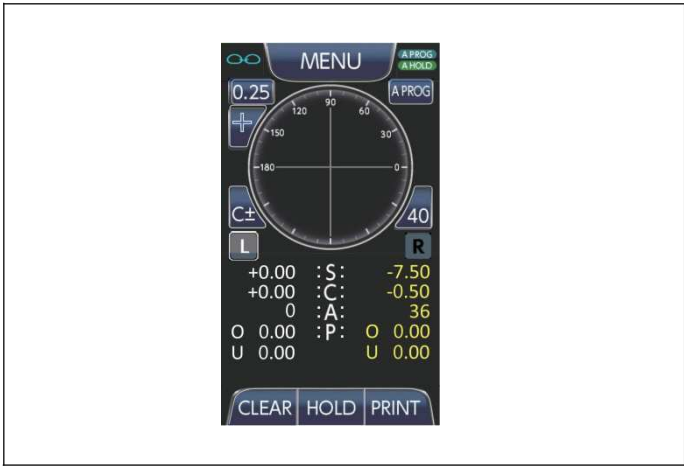 MENU
A PROG
A HOLD
0.25
A PROG
120 90 60
150 30
180 0
C±
40
L R
+0.00 :S: -7.50
+0.00 :C: -0.50
0 :A: 36
O 0.00 :P: O 0.00
U 0.00 U 0.00
CLEAR HOLD PRINT